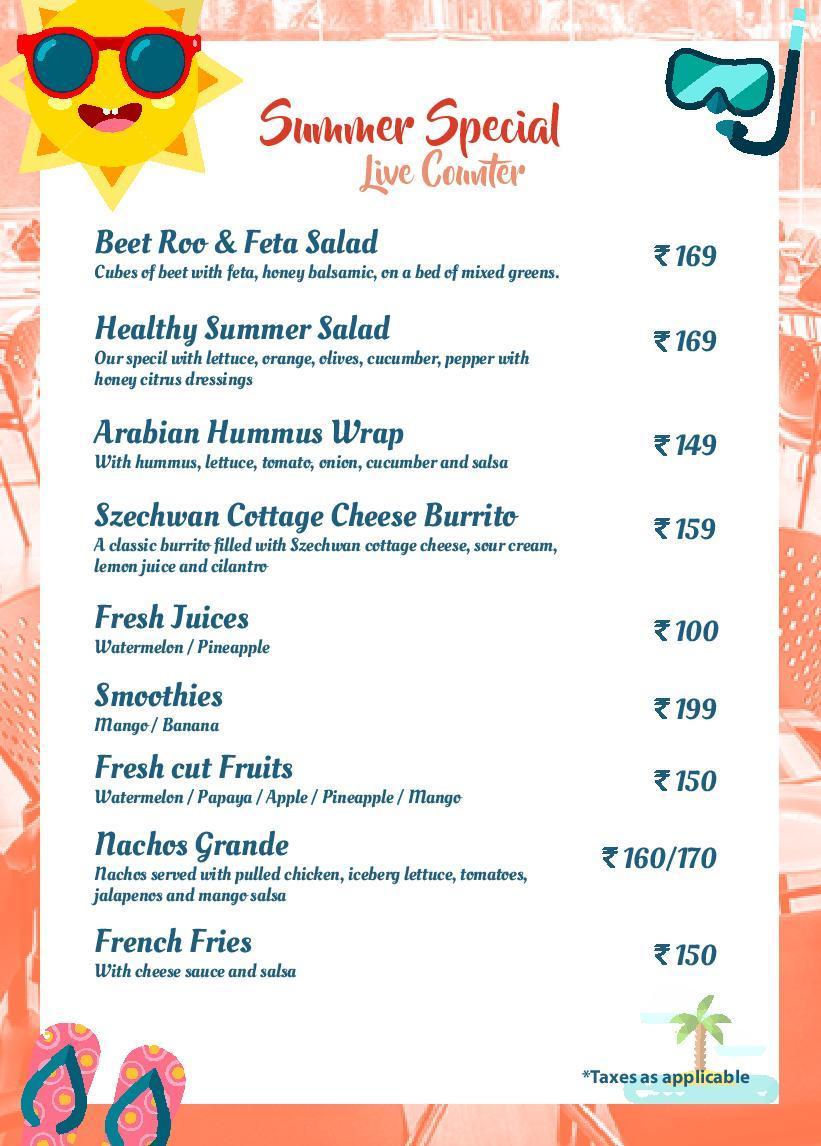 Summer Special
Live Counter
Beet Roo & Feta Salad
₹ 169
Cubes of beet with feta, honey balsamic, on a bed of mixed greens.
Healthy Summer Salad
₹ 169
Our specil with lettuce, orange, olives, cucumber, pepper with
honey citrus dressings
Arabian Hummus Wrap
₹ 149
With hummus, lettuce, tomato, onion, cucumber and salsa
Szechwan Cottage Cheese Burrito
₹ 159
A classic burrito filled with Szechwan cottage cheese, sour cream,
lemon juice and cilantro
Fresh Juices
₹ 100
Watermelon / Pineapple
Smoothies
₹ 199
Mango / Banana
Fresh cut Fruits
₹ 150
Watermelon / Papaya / Apple / Pineapple / Mango
Nachos Grande
₹ 160/170
Nachos served with pulled chicken, iceberg lettuce, tomatoes,
jalapenos and mango salsa
French Fries
₹ 150
With cheese sauce and salsa
*Taxes as applicable